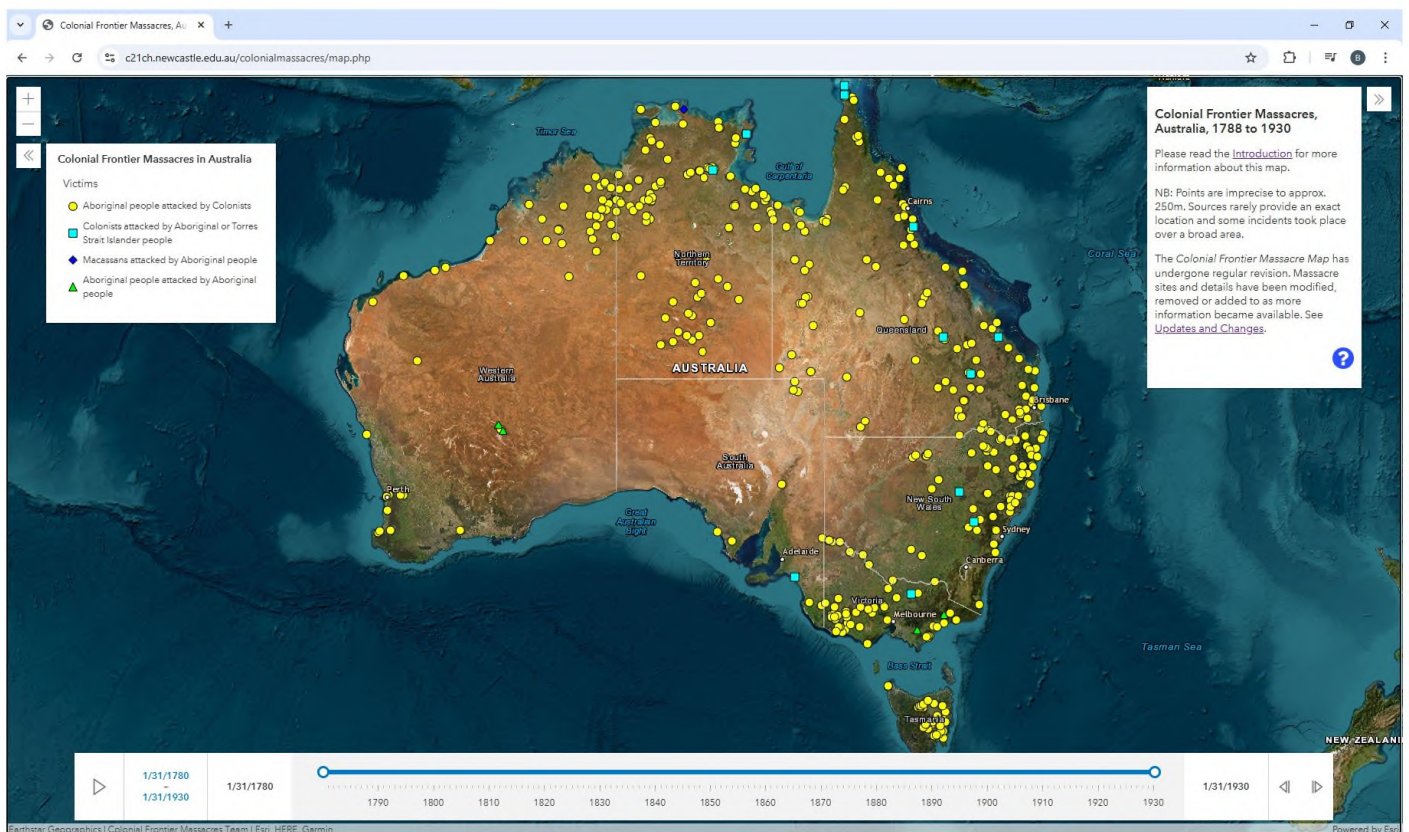 Colonial Frontier Massacres, Au
c21ch.newcastle.edu.au/colonialmassacres/map.php
B
Colonial Frontier Massacres in Australia
Victims
Aboriginal people attacked by Colonists
Colonists attacked by Aboriginal or Torres
Strait Islander people
Macassans attacked by Aboriginal people
Aboriginal people attacked by Aboriginal
people
Colonial Frontier Massacres,
Australia, 1788 to 1930
Please read the Introduction for more
information about this map.
NB: Points are imprecise to approx.
250m. Sources rarely provide an exact
location and some incidents took place
over a broad area.
The Colonial Frontier Massacre Map has
undergone regular revision. Massacre
sites and details have been modified,
removed or added to as more
information became available. See
Updates and Changes.
?
Timor Sea
Gulf of
Carpentaria
Cairns
Coral Sea
Northern
Territory
Queensland
AUSTRALIA
Western
Australia
Brisbane
South
Australia
Perth
New South
Wales
Great
Australian
Bight
Sydney
Adelaide
Canberra
Victoria
Melbourne
Tasman Sea
Bass Strait
Tasmania
NEW ZEALAN
1/31/1780
–
1/31/1930
1/31/1780
1790 1800 1810 1820 1830 1840 1850 1860 1870 1880 1890 1900 1910 1920 1930
1/31/1930
Earthstar Geographics | Colonial Frontier Massacres Team | Esri, HERE, Garmin
Powered by Esri